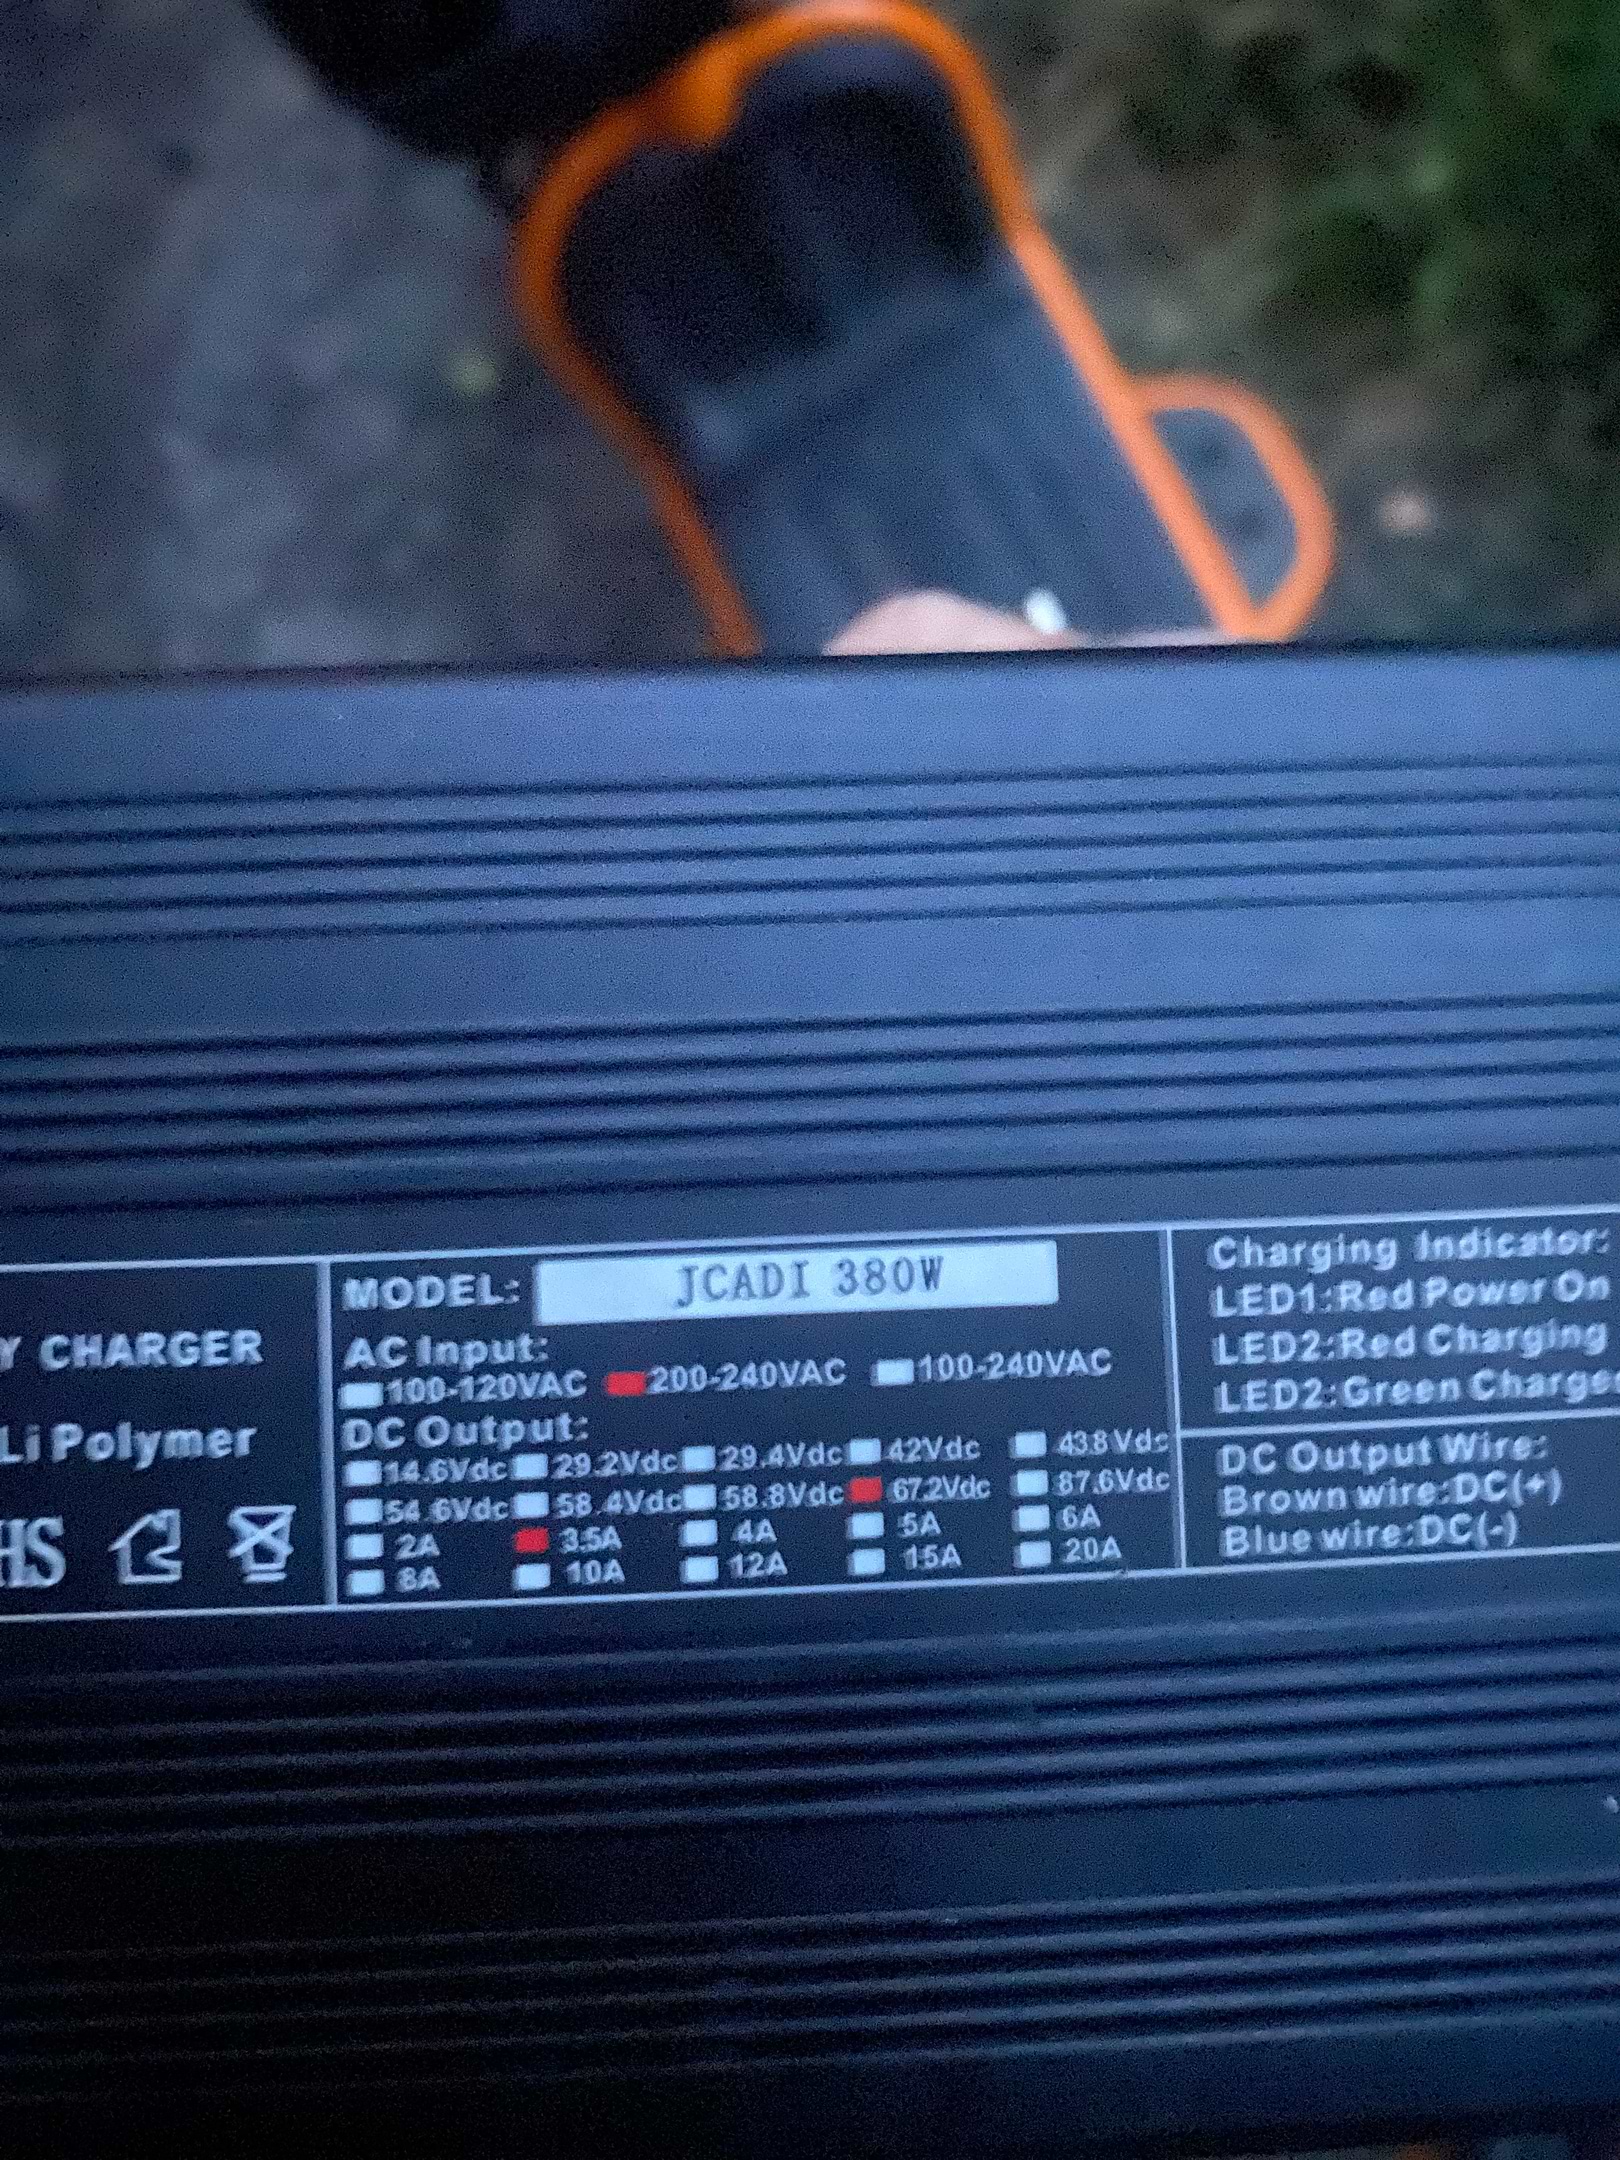 Y CHARGER
Li Polymer
HS
MODEL: JCADI 380W
AC Input:
100-120VAC 200-240VAC 100-240VAC
DC Output:
14.6Vdc 29.2Vdc 29.4Vdc 42Vdc 43.8Vdc
54.6Vdc 58.4Vdc 58.8Vdc 67.2Vdc 87.6Vdc
2A 3.5A 4A 5A 6A
8A 10A 12A 15A 20A
Charging Indicator:
LED1:Red Power On
LED2:Red Charging
LED2:Green Charge
DC Output Wire:
Brown wire:DC(+)
Blue wire:DC(-)